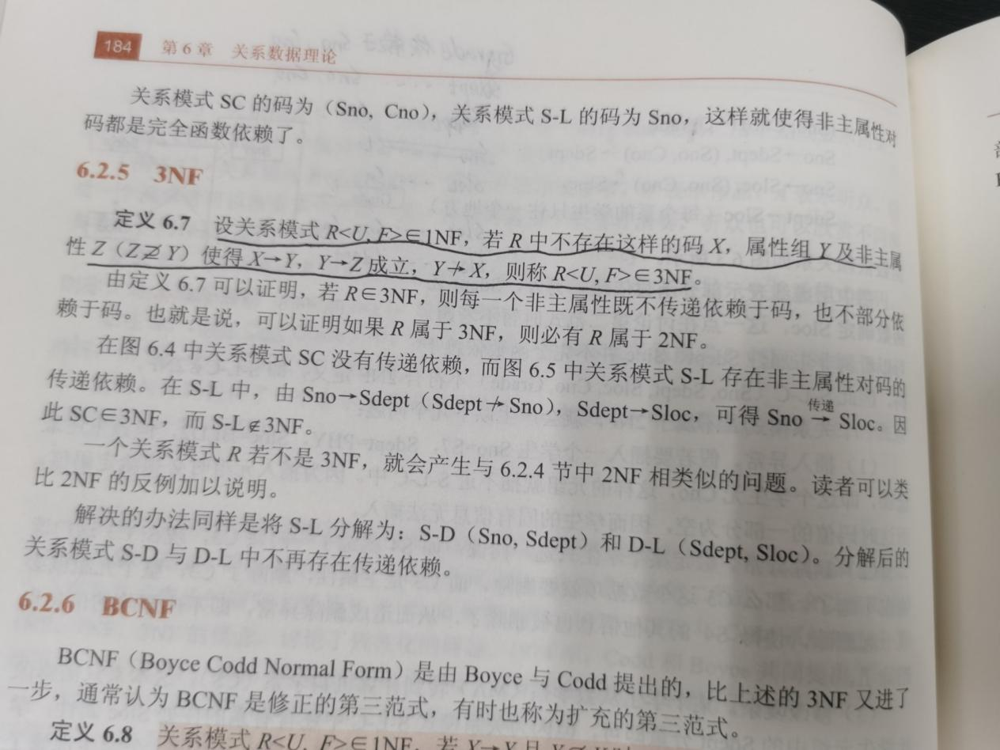 184 第6章 关系数据理论
关系模式 SC 的码为（Sno, Cno），关系模式 S-L 的码为 Sno，这样就使得非主属性对
码都是完全函数依赖了。
6.2.5 3NF
定义 6.7 设关系模式 R<U, F>∈1NF，若 R 中不存在这样的码 X，属性组 Y 及非主属
性 Z（Z⊉Y）使得 X→Y，Y→Z 成立，Y↛X，则称 R<U, F>∈3NF。
由定义 6.7 可以证明，若 R∈3NF，则每一个非主属性既不传递依赖于码，也不部分依
赖于码。也就是说，可以证明如果 R 属于 3NF，则必有 R 属于 2NF。
在图 6.4 中关系模式 SC 没有传递依赖，而图 6.5 中关系模式 S-L 存在非主属性对码的
传递依赖。在 S-L 中，由 Sno→Sdept（Sdept↛Sno），Sdept→Sloc，可得 Sno 传递→ Sloc。因
此 SC∈3NF，而 S-L∉3NF。
一个关系模式 R 若不是 3NF，就会产生与 6.2.4 节中 2NF 相类似的问题。读者可以类
比 2NF 的反例加以说明。
解决的办法同样是将 S-L 分解为：S-D（Sno, Sdept）和 D-L（Sdept, Sloc）。分解后的
关系模式 S-D 与 D-L 中不再存在传递依赖。
6.2.6 BCNF
BCNF（Boyce Codd Normal Form）是由 Boyce 与 Codd 提出的，比上述的 3NF 又进了
一步，通常认为 BCNF 是修正的第三范式，有时也称为扩充的第三范式。
定义 6.8 关系模式 R<U, F>∈1NF，若 X→Y 且